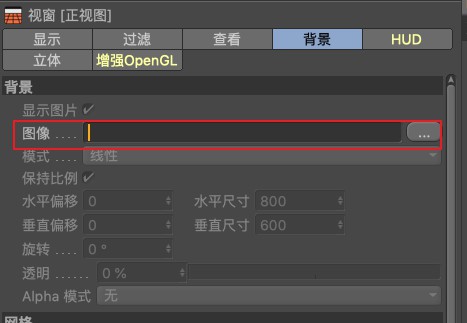 视窗 [正视图]
显示 过滤 查看 背景 HUD
立体 增强OpenGL
背景
显示图片
图像 .... ...
模式 .... 线性
保持比例
水平偏移 0 水平尺寸 800
垂直偏移 0 垂直尺寸 600
旋转 .... 0 °
透明 ...... 0 %
Alpha 模式 无
网格